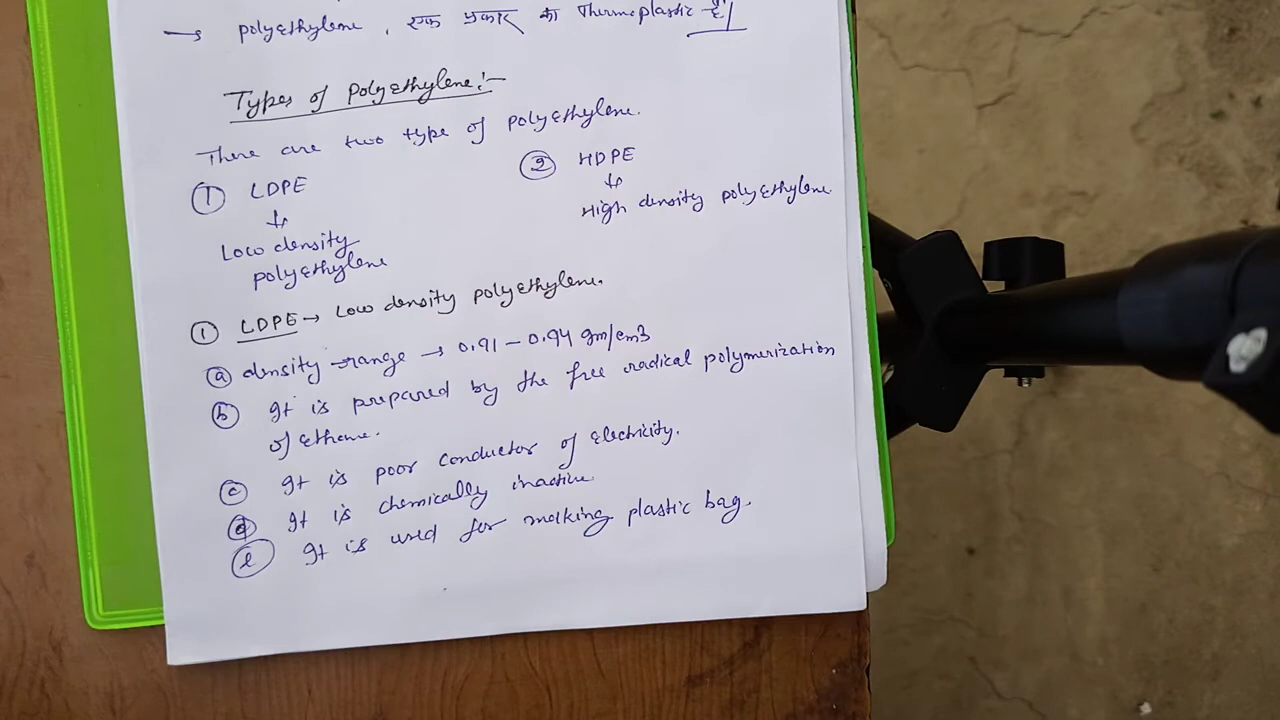 → polyethylene, एक प्रकार का Thermoplastic है|
Types of polyethylene:-
There are two type of polyethylene.
① LDPE
↓
Low density
polyethylene
② HDPE
↓
High density polyethylene
① LDPE → Low density polyethylene.
ⓐ density range → 0.91 - 0.94 gm/cm3
ⓑ It is prepared by the free radical polymerization
of ethene.
ⓒ It is poor conductor of electricity.
ⓓ It is chemically inactive.
ⓔ It is used for making plastic bag.